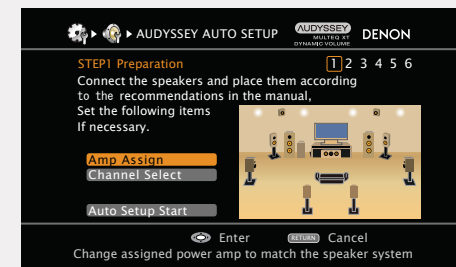 AUDYSSEY AUTO SETUP
AUDYSSEY
MULTEQ XT
DYNAMIC VOLUME
DENON
STEP1 Preparation
1 2 3 4 5 6
Connect the speakers and place them according
to the recommendations in the manual,
Set the following items
If necessary.
Amp Assign
Channel Select
Auto Setup Start
Enter
RETURN Cancel
Change assigned power amp to match the speaker system